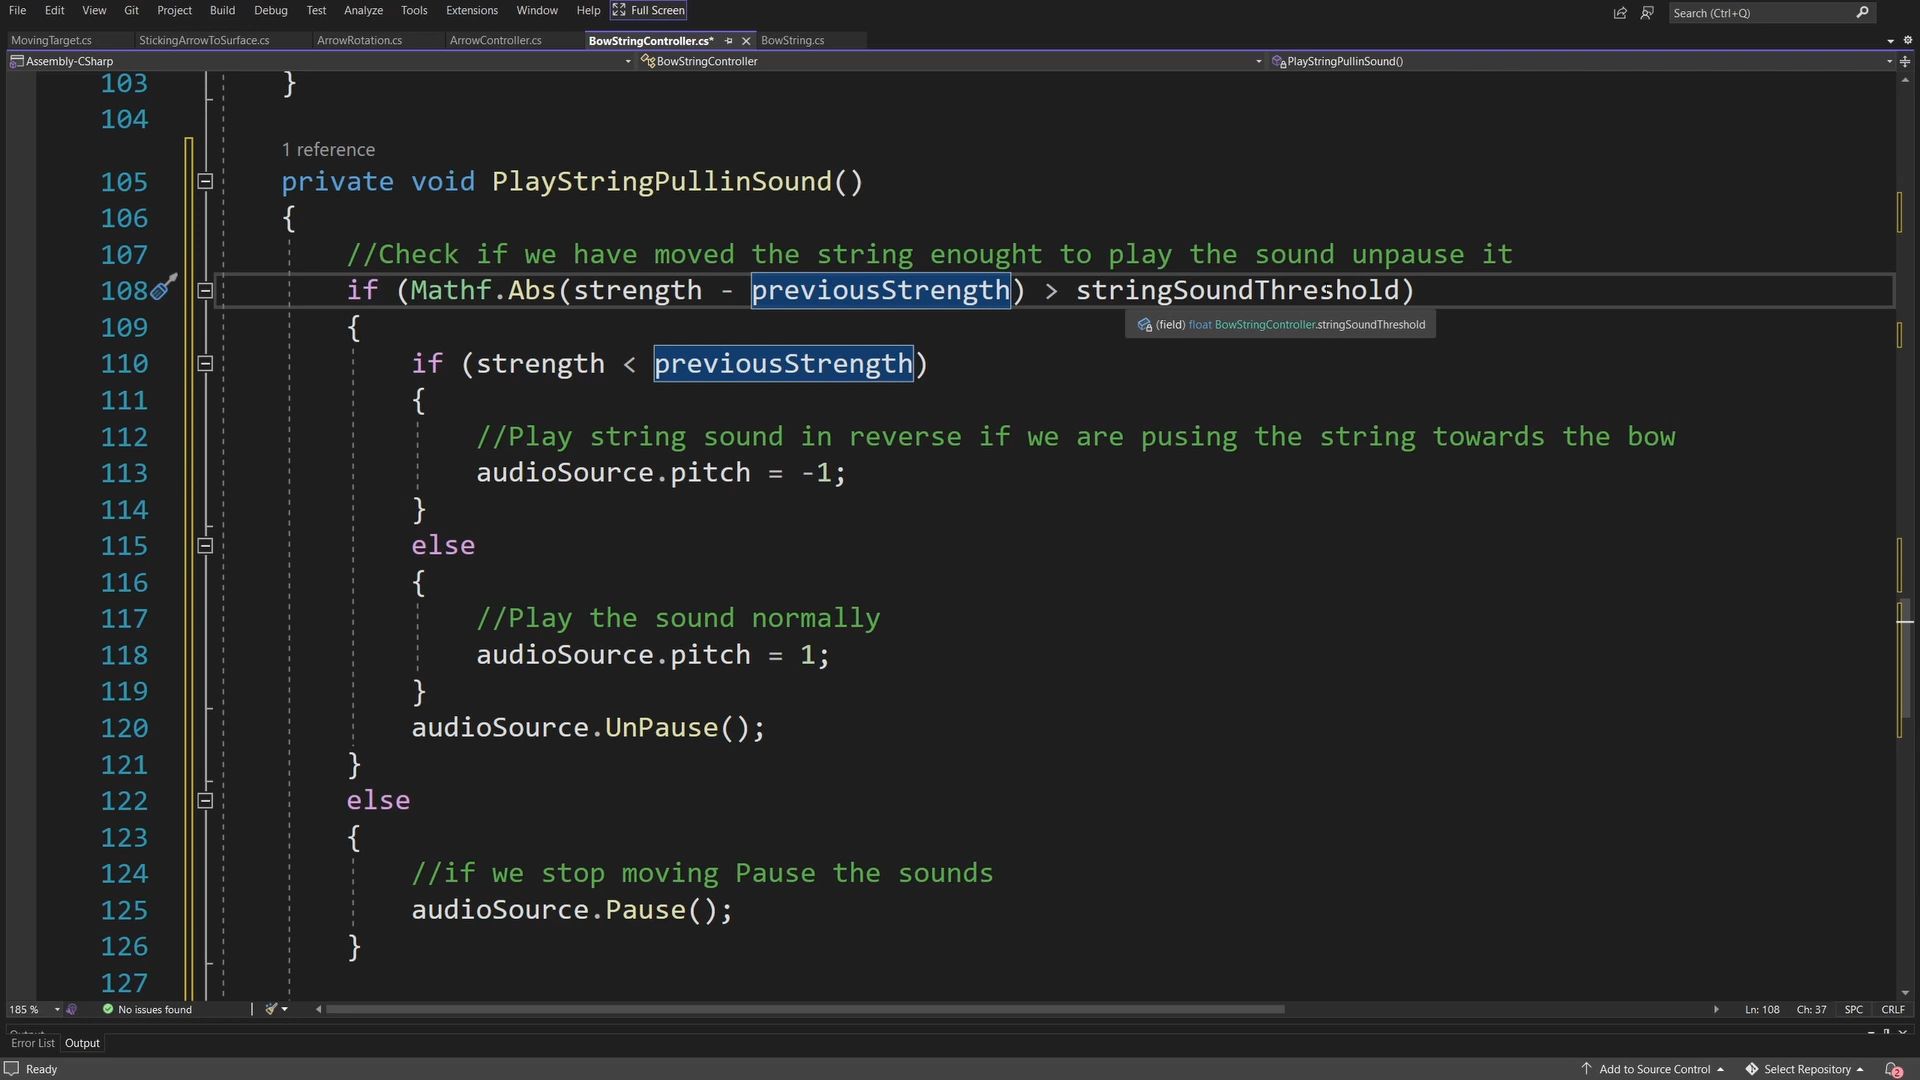 File Edit View Git Project Build Debug Test Analyze Tools Extensions Window Help Full Screen Search (Ctrl+Q)
MovingTarget.cs StickingArrowToSurface.cs ArrowRotation.cs ArrowController.cs BowStringController.cs* BowString.cs
Assembly-CSharp BowStringController PlayStringPullinSound()
103 }
104
1 reference
105 private void PlayStringPullinSound()
106 {
107 //Check if we have moved the string enought to play the sound unpause it
108 if (Mathf.Abs(strength - previousStrength) > stringSoundThreshold)
109 {
(field) float BowStringController.stringSoundThreshold
110 if (strength < previousStrength)
111 {
112 //Play string sound in reverse if we are pusing the string towards the bow
113 audioSource.pitch = -1;
114 }
115 else
116 {
117 //Play the sound normally
118 audioSource.pitch = 1;
119 }
120 audioSource.UnPause();
121 }
122 else
123 {
124 //if we stop moving Pause the sounds
125 audioSource.Pause();
126 }
127
185 % No issues found Ln: 108 Ch: 37 SPC CRLF
Output
Error List Output
Ready Add to Source Control Select Repository 2